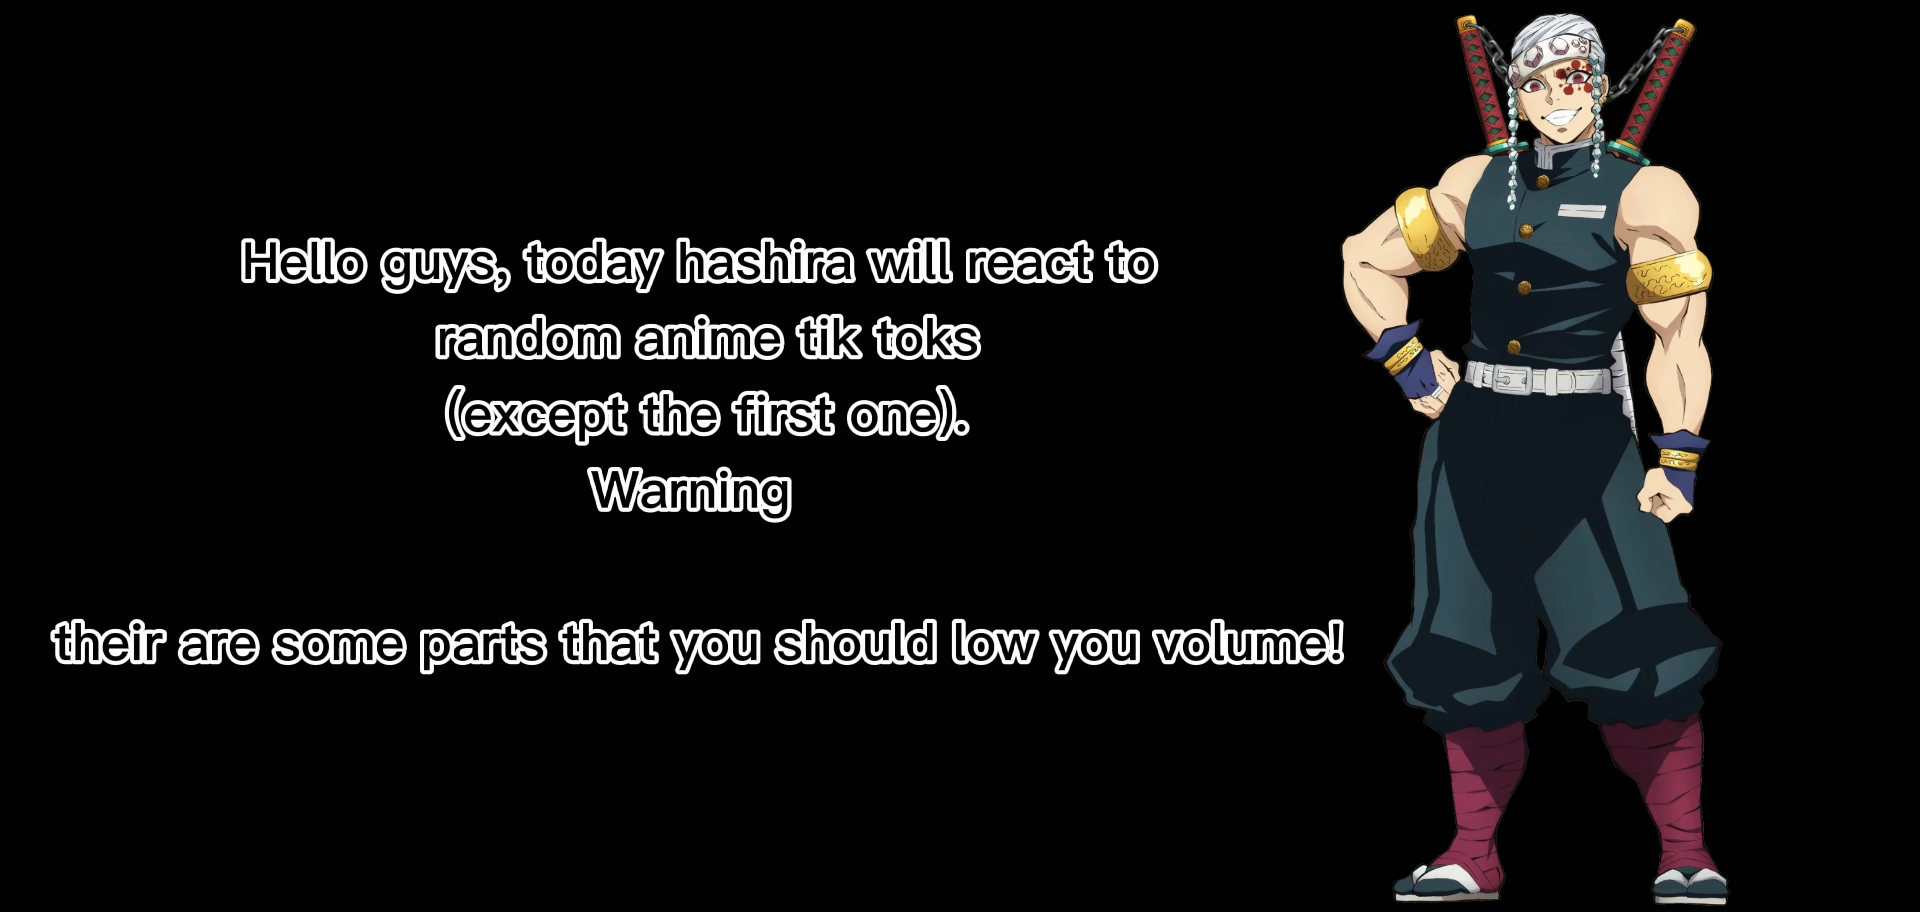 Hello guys, today hashira will react to
random anime tik toks
(except the first one).
Warning
their are some parts that you should low you volume!